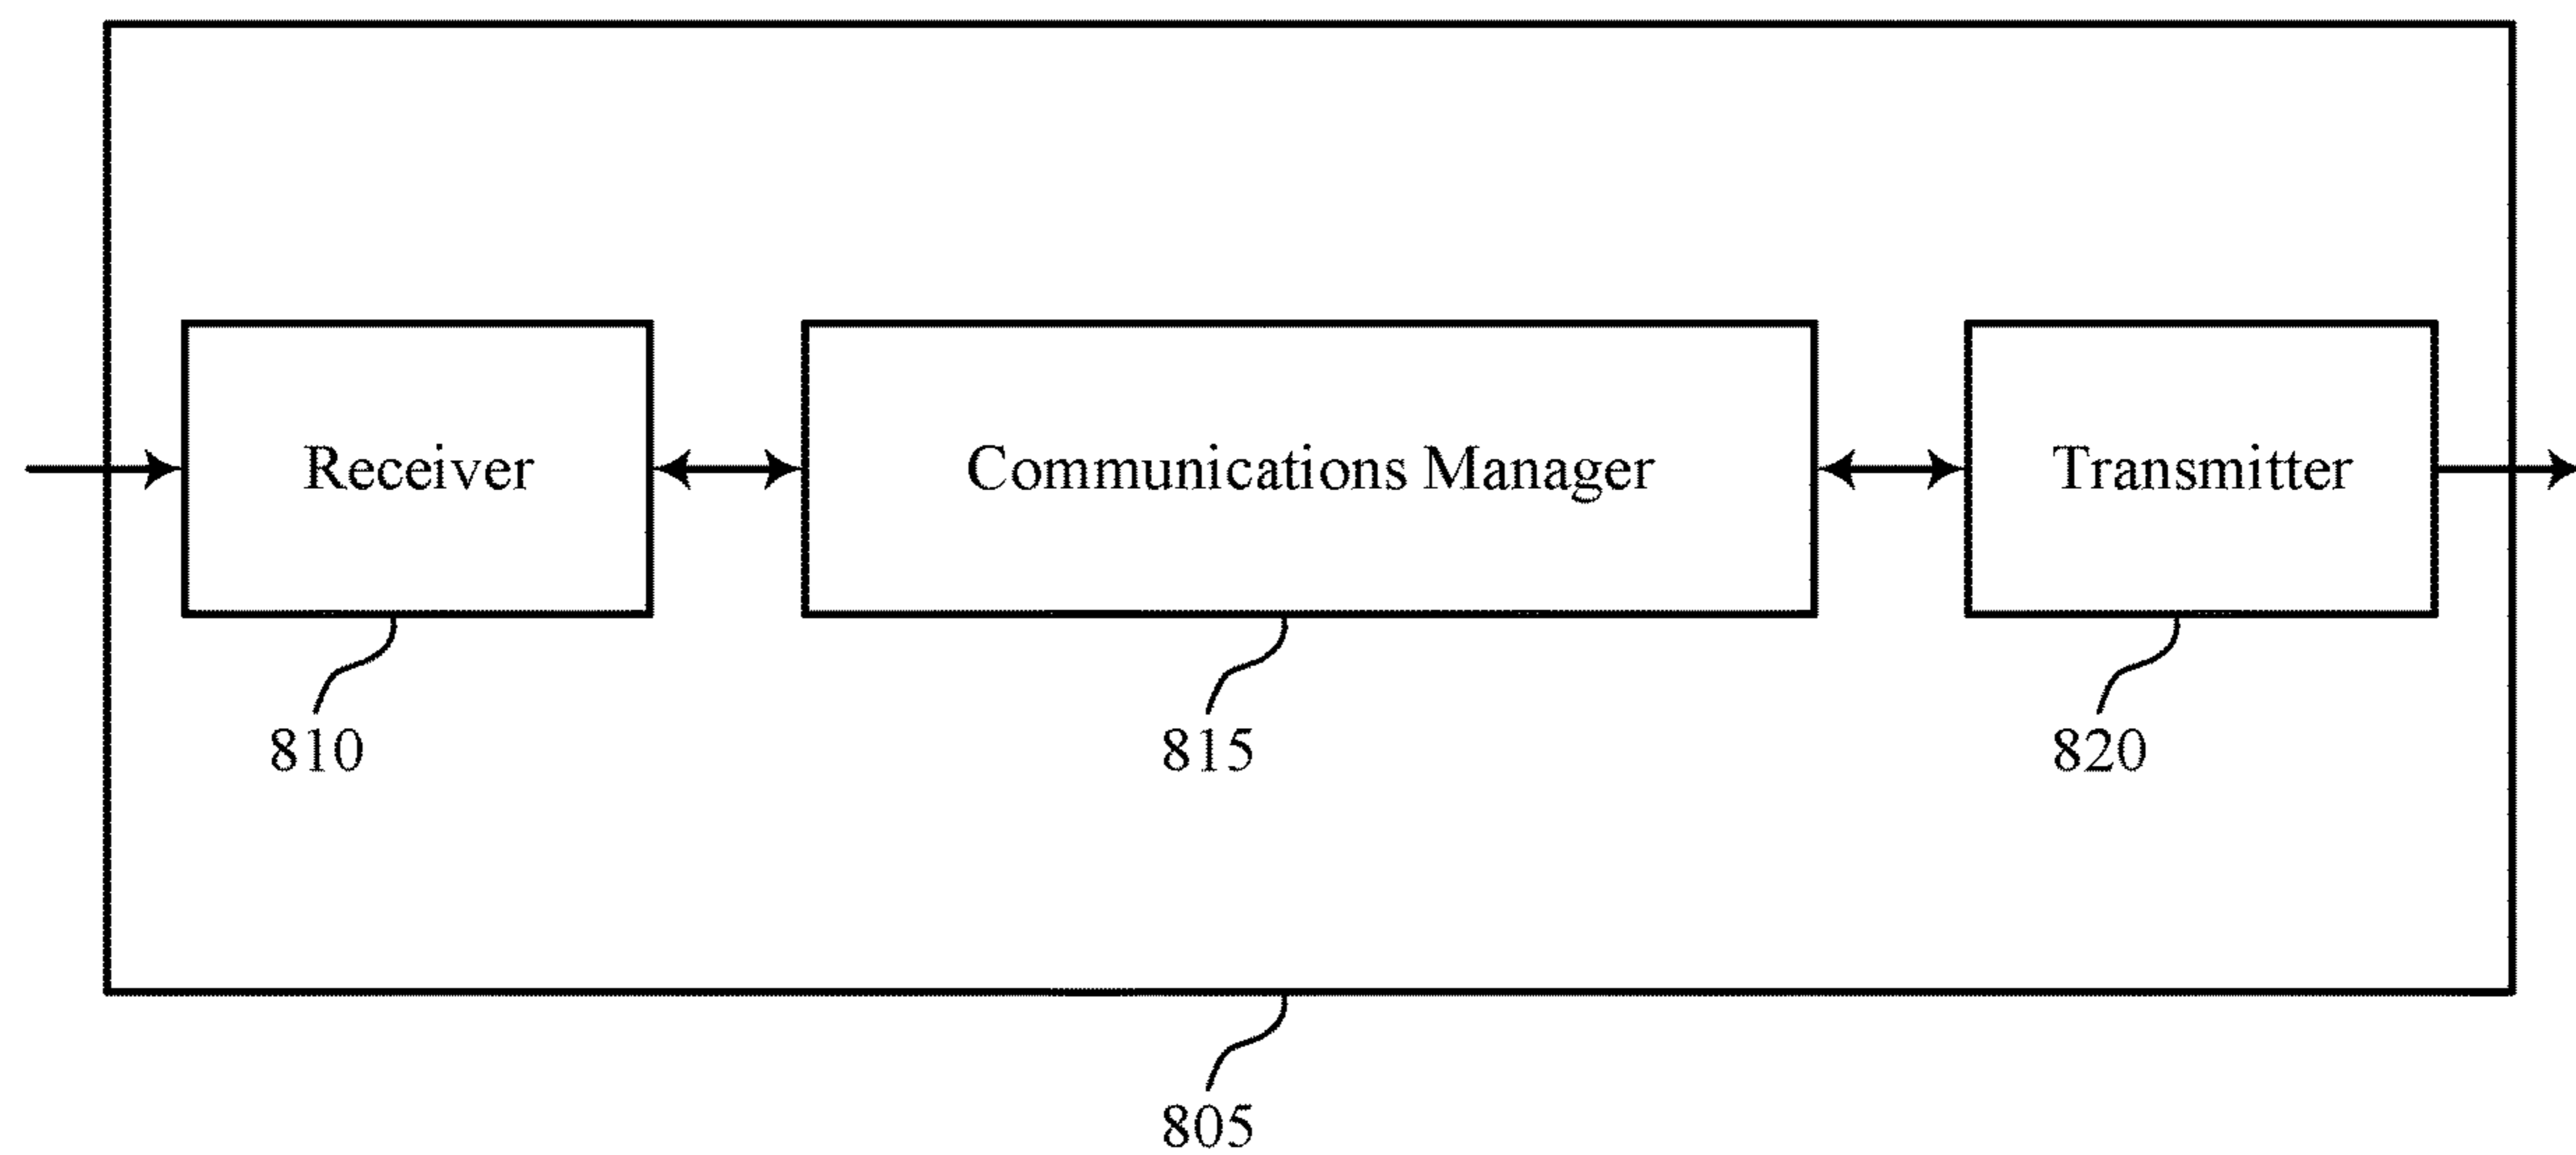 Receiver
Communications Manager
Transmitter
810
815
820
805